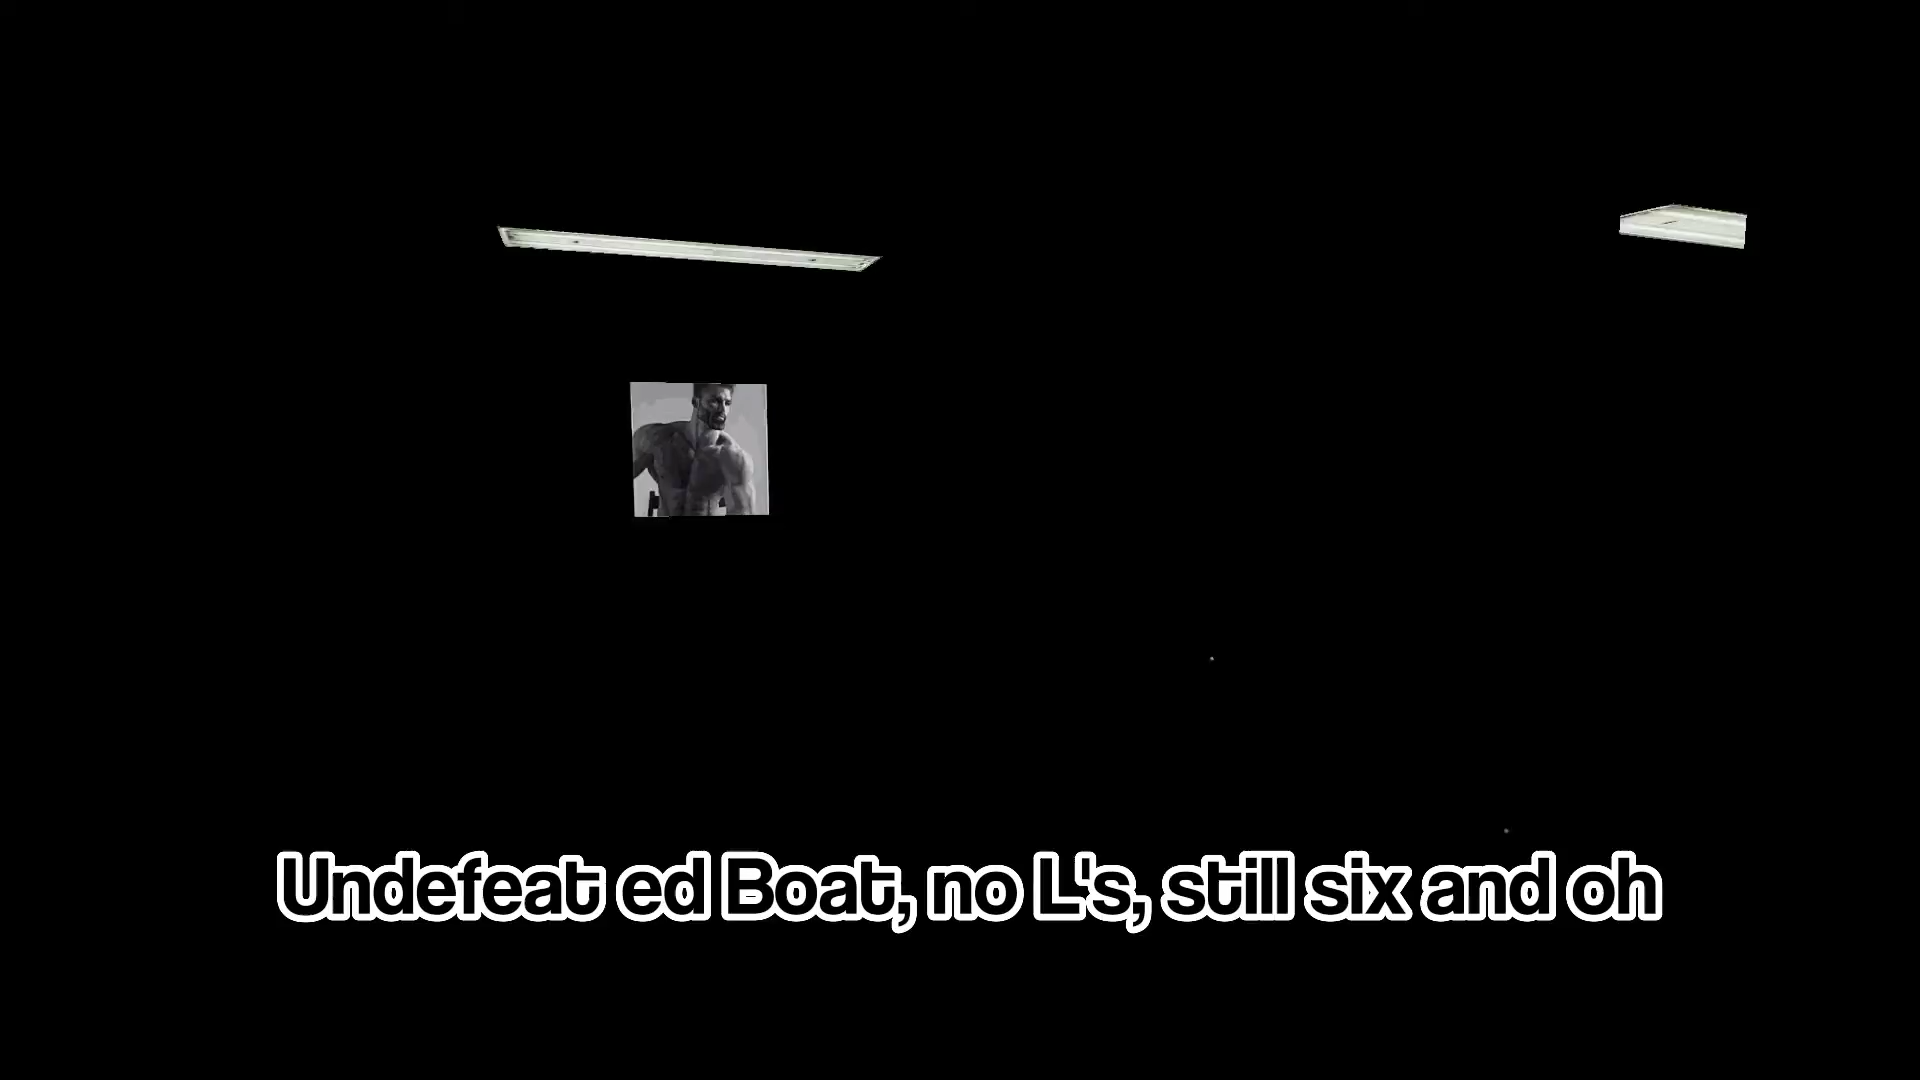 Undefeat ed Boat, no L's, still six and oh